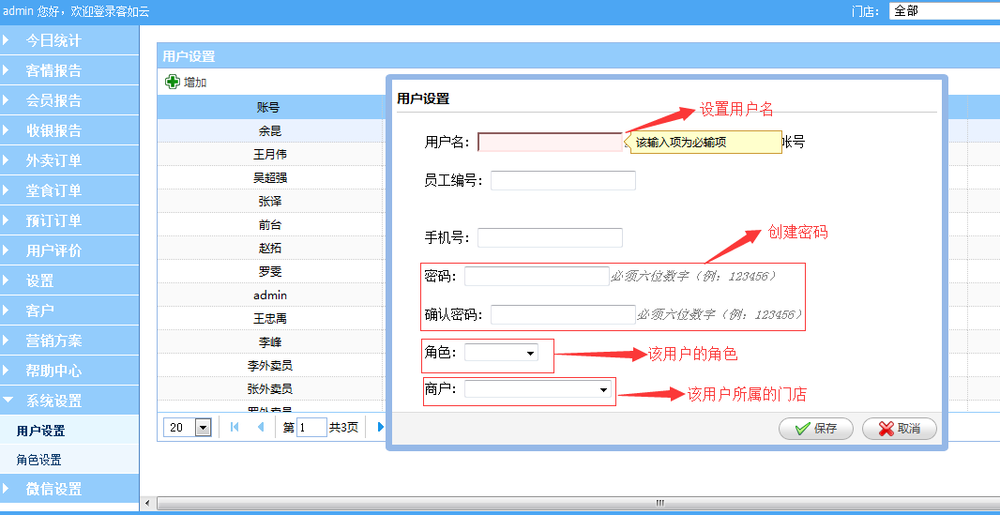 admin 您好，欢迎登录客如云
门店： 全部
今日统计
客情报告
会员报告
收银报告
外卖订单
堂食订单
预订订单
用户评价
设置
客户
营销方案
帮助中心
系统设置
用户设置
角色设置
微信设置
用户设置
增加
账号
余昆
王月伟
吴超强
张译
前台
赵拓
罗雯
admin
王忠禹
李峰
李外卖员
张外卖员
罗外卖员
20 第 1 共3页
用户设置
设置用户名
用户名： 该输入项为必输项 帐号
员工编号：
手机号：
创建密码
密码： 必须六位数字（例：123456）
确认密码： 必须六位数字（例：123456）
角色： 该用户的角色
商户： 该用户所属的门店
保存 取消